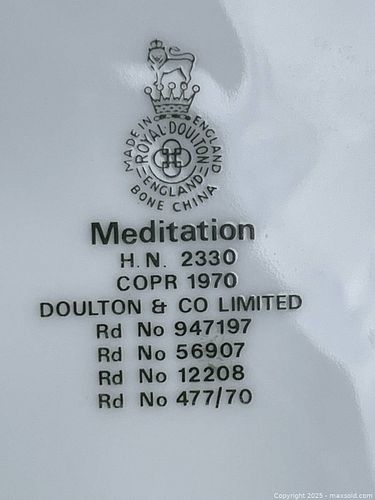 MADE IN ENGLAND
ROYAL DOULTON
ENGLAND
BONE CHINA
Meditation
H.N. 2330
COPR 1970
DOULTON & CO LIMITED
Rd No 947197
Rd No 56907
Rd No 12208
Rd No 477/70
Copyright 2025 - maxsold.com